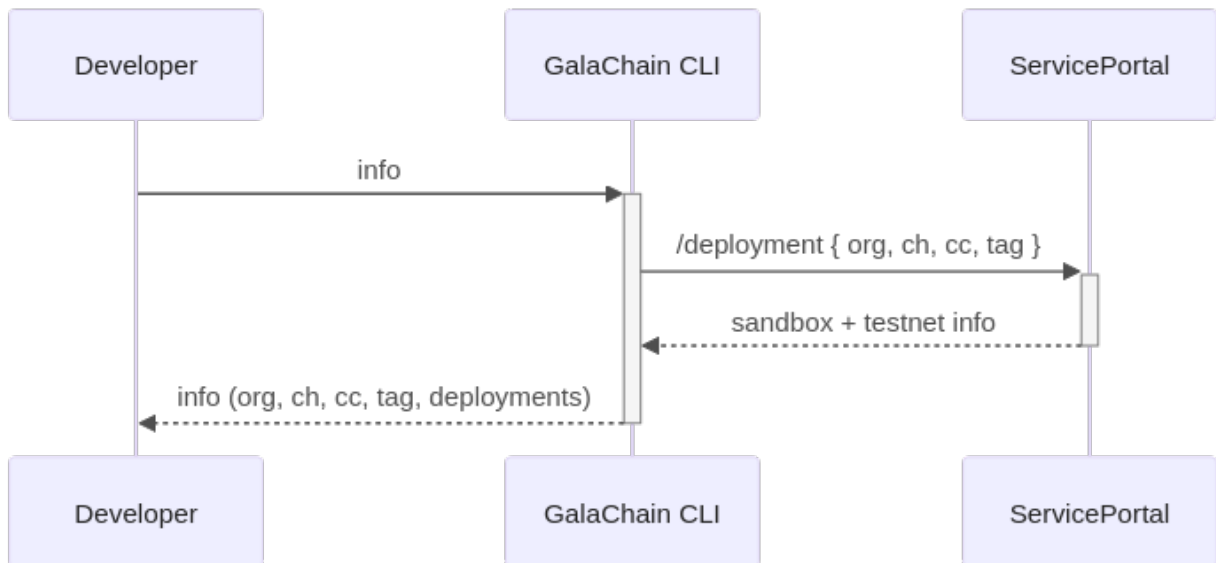 Developer
GalaChain CLI
ServicePortal
info
/deployment { org, ch, cc, tag }
sandbox + testnet info
info (org, ch, cc, tag, deployments)
Developer
GalaChain CLI
ServicePortal